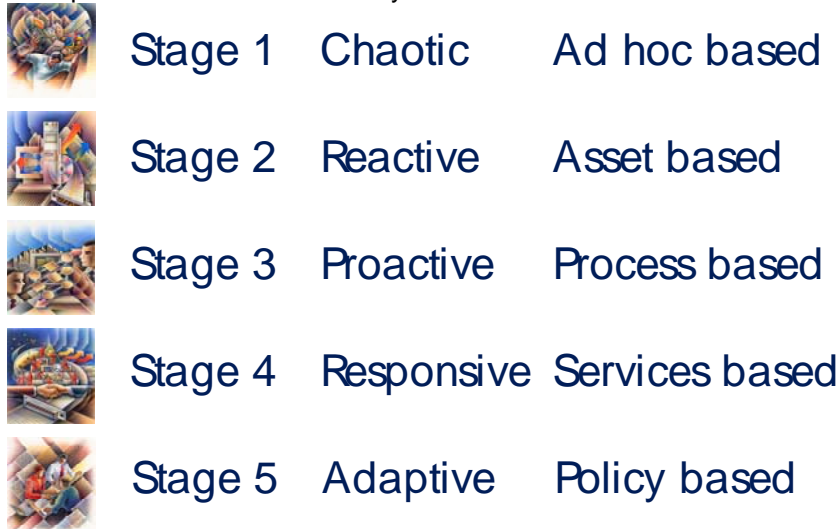 Stage 1 Chaotic Ad hoc based
Stage 2 Reactive Asset based
Stage 3 Proactive Process based
Stage 4 Responsive Services based
Stage 5 Adaptive Policy based